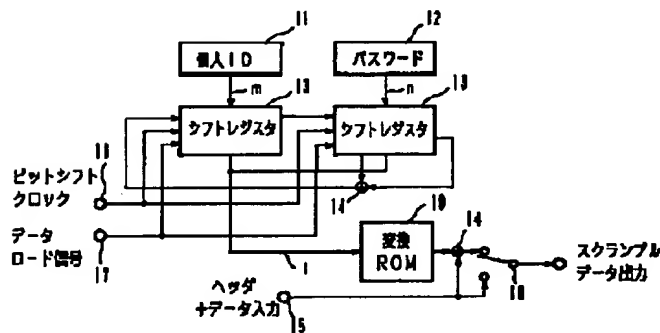 11
12
個人ID
パスワード
m
n
13
13
シフトレジスタ
シフトレジスタ
ビットシフト
クロック
14
データ
ロード信号
17
19
変換
ROM
14
i
16
スクランブル
データ出力
ヘッダ
+データ入力
15